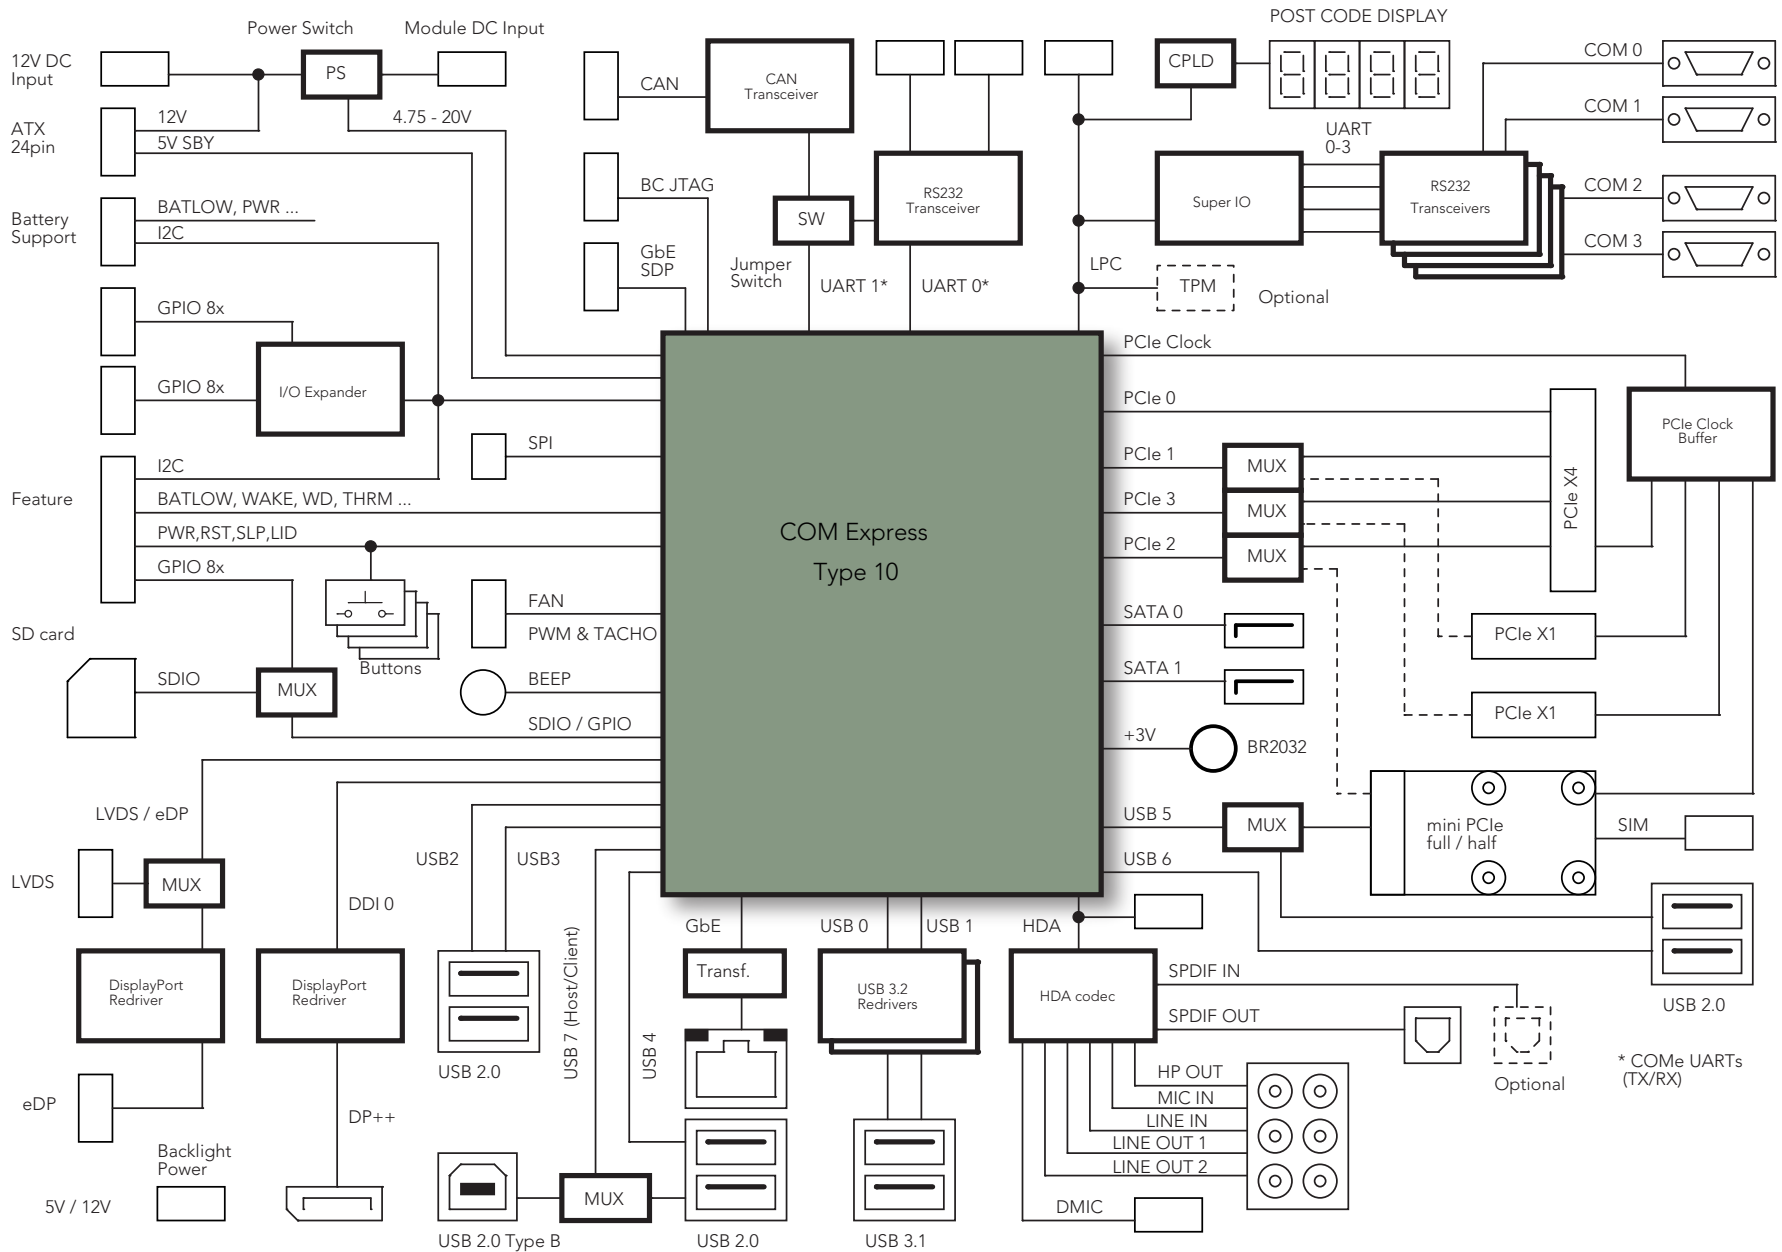 POST CODE DISPLAY
Power Switch
Module DC Input
12V DC
Input
PS
CAN
CAN
Transceiver
CPLD
COM 0
ATX
24pin
12V
4.75 - 20V
5V SBY
UART
0-3
COM 1
BC JTAG
SW
RS232
Transceiver
Super IO
RS232
Transceivers
COM 2
Battery
Support
BATLOW, PWR ...
I2C
GbE
SDP
Jumper
Switch
UART 1*
UART 0*
LPC
TPM
Optional
COM 3
GPIO 8x
GPIO 8x
I/O Expander
PCIe Clock
PCIe 0
PCIe Clock
Buffer
SPI
PCIe 1
MUX
PCIe X4
Feature
I2C
BATLOW, WAKE, WD, THRM ...
PWR,RST,SLP,LID
GPIO 8x
COM Express
Type 10
PCIe 3
MUX
PCIe 2
MUX
FAN
PWM & TACHO
SATA 0
PCIe X1
SD card
Buttons
SDIO
MUX
BEEP
SATA 1
SDIO / GPIO
PCIe X1
+3V
BR2032
LVDS / eDP
USB 5
MUX
mini PCIe
full / half
SIM
USB2
USB3
USB 6
LVDS
MUX
DDI 0
GbE
USB 0
USB 1
HDA
USB 7 (Host/Client)
USB 4
DisplayPort
Redriver
DisplayPort
Redriver
Transf.
USB 3.2
Redrivers
HDA codec
SPDIF IN
SPDIF OUT
USB 2.0
USB 2.0
Optional
* COMe UARTs
(TX/RX)
HP OUT
MIC IN
LINE IN
LINE OUT 1
LINE OUT 2
eDP
DP++
Backlight
Power
5V / 12V
MUX
DMIC
USB 2.0 Type B
USB 2.0
USB 3.1